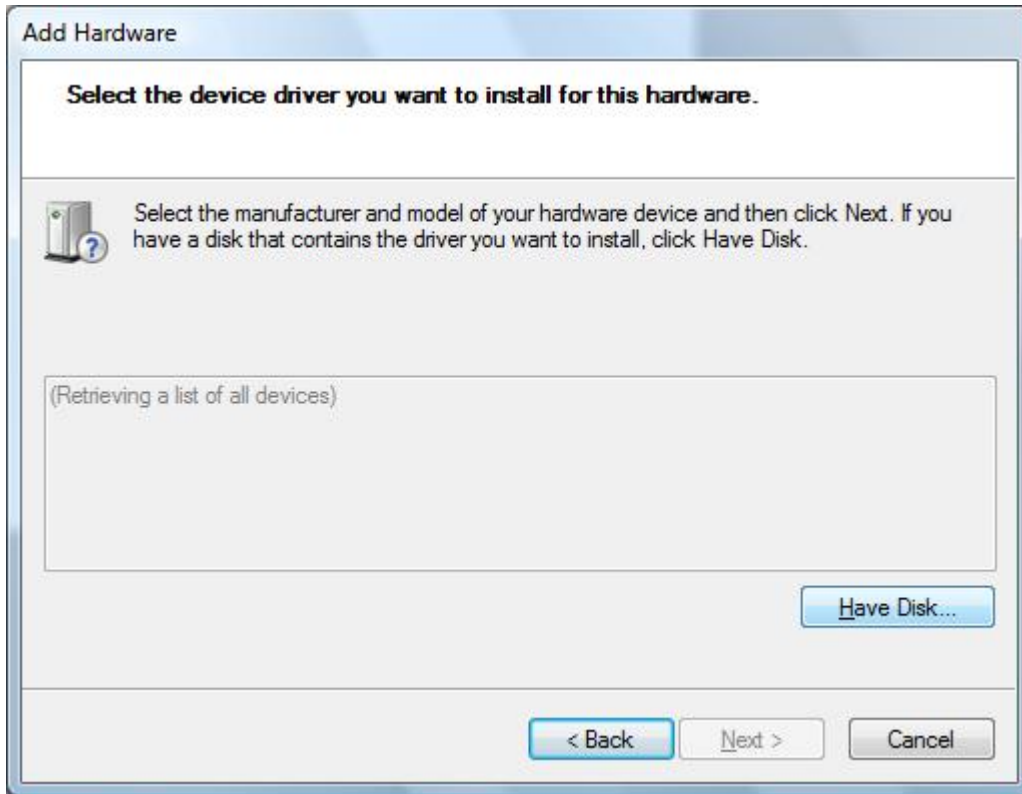 Add Hardware
Select the device driver you want to install for this hardware.
Select the manufacturer and model of your hardware device and then click Next. If you
have a disk that contains the driver you want to install, click Have Disk.
(Retrieving a list of all devices)
Have Disk...
< Back
Next >
Cancel